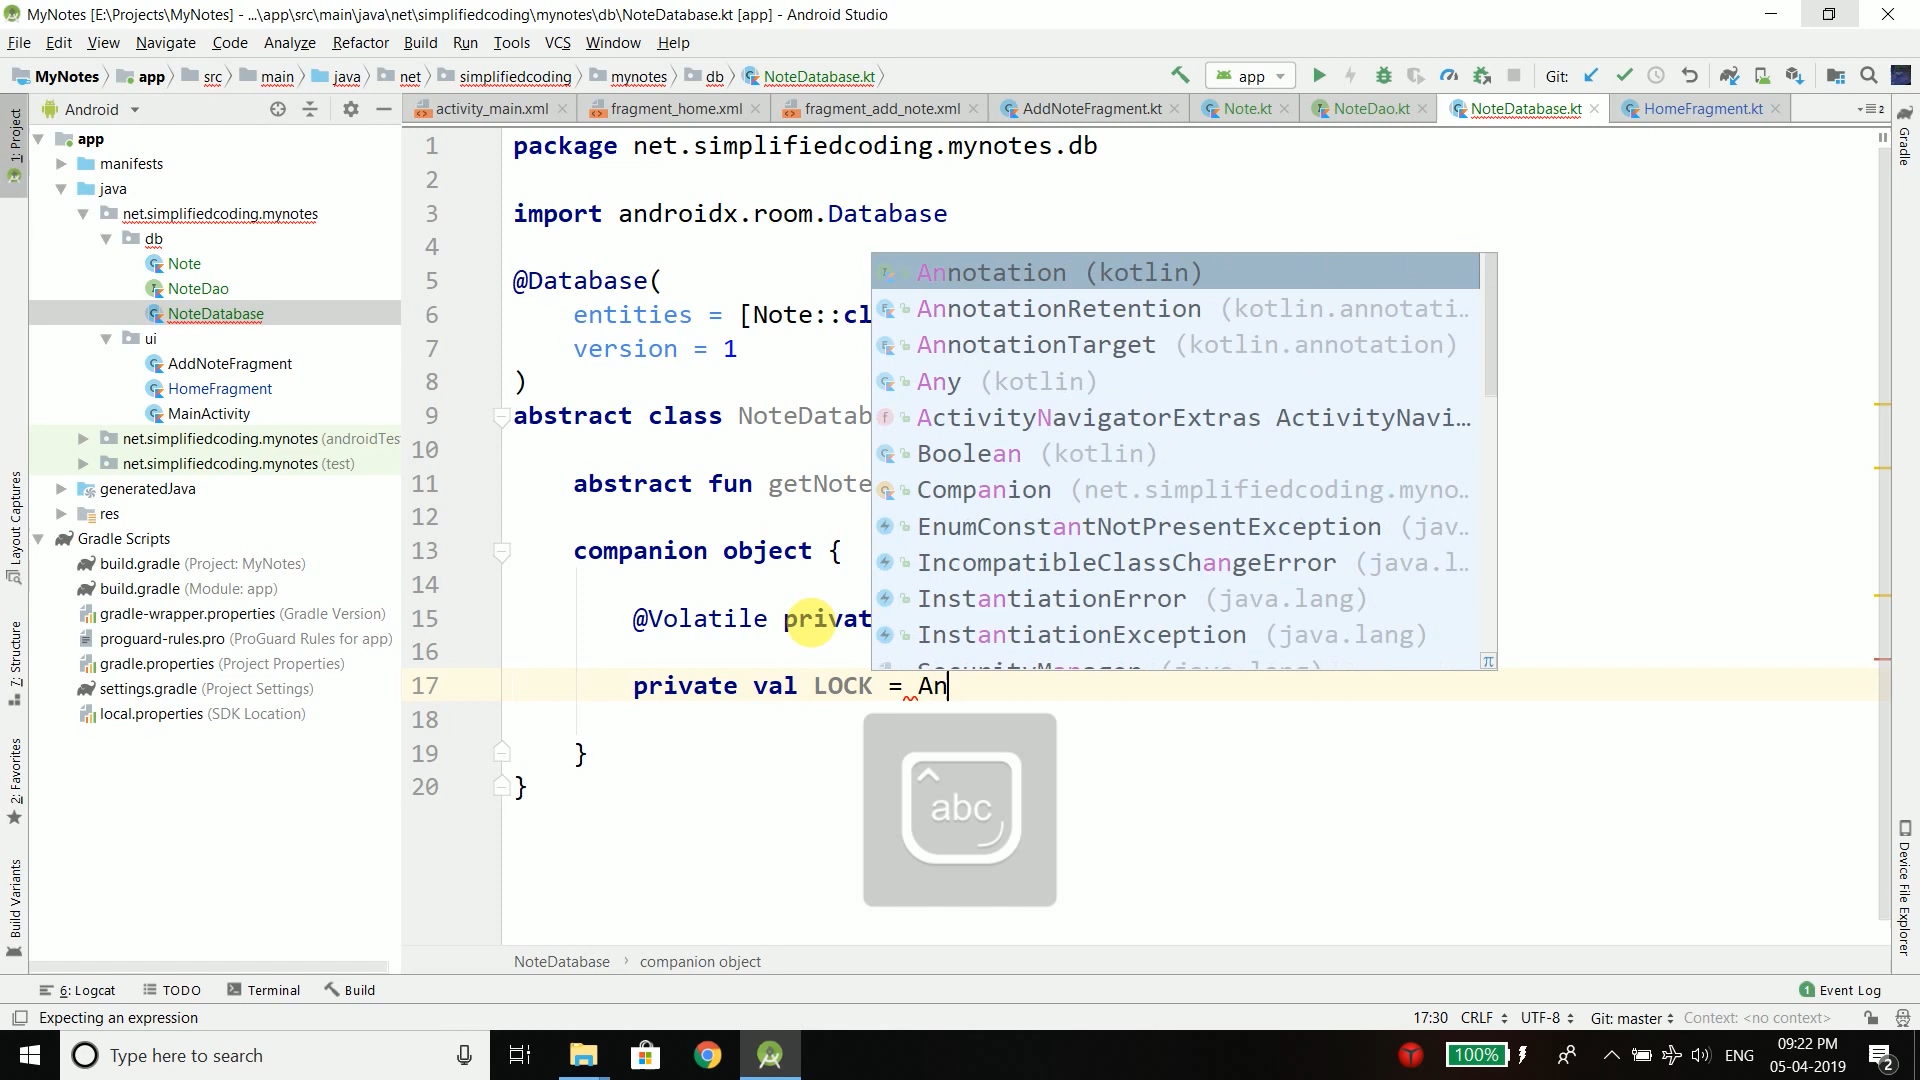 MyNotes [E:\Projects\MyNotes] - ...\app\src\main\java\net\simplifiedcoding\mynotes\db\NoteDatabase.kt [app] - Android Studio
File Edit View Navigate Code Analyze Refactor Build Run Tools VCS Window Help
MyNotes app src main java net simplifiedcoding mynotes db NoteDatabase.kt app Git:
Android activity_main.xml fragment_home.xml fragment_add_note.xml AddNoteFragment.kt Note.kt NoteDao.kt NoteDatabase.kt HomeFragment.kt 2
1: Project
Layout Captures
7: Structure
2: Favorites
Build Variants
app
manifests
java
net.simplifiedcoding.mynotes
db
Note
NoteDao
NoteDatabase
ui
AddNoteFragment
HomeFragment
MainActivity
net.simplifiedcoding.mynotes (androidTes
net.simplifiedcoding.mynotes (test)
generatedJava
res
Gradle Scripts
build.gradle (Project: MyNotes)
build.gradle (Module: app)
gradle-wrapper.properties (Gradle Version)
proguard-rules.pro (ProGuard Rules for app)
gradle.properties (Project Properties)
settings.gradle (Project Settings)
local.properties (SDK Location)
1 package net.simplifiedcoding.mynotes.db
2
3 import androidx.room.Database
4
5 @Database(
6 entities = [Note::cl
7 version = 1
8 )
9 abstract class NoteDatab
10
11 abstract fun getNote
12
13 companion object {
14
15 @Volatile privat
16
17 private val LOCK = An
18
19 }
20 }
Annotation (kotlin)
AnnotationRetention (kotlin.annotati…
AnnotationTarget (kotlin.annotation)
Any (kotlin)
ActivityNavigatorExtras ActivityNavi…
Boolean (kotlin)
Companion (net.simplifiedcoding.myno…
EnumConstantNotPresentException (jav…
IncompatibleClassChangeError (java.l…
InstantiationError (java.lang)
InstantiationException (java.lang)
SecurityManager (java.lang)
π
abc
Gradle
Device File Explorer
NoteDatabase › companion object
6: Logcat TODO Terminal Build 1 Event Log
Expecting an expression 17:30 CRLF UTF-8 Git: master Context: <no context>
Type here to search 100% ENG 09:22 PM
05-04-2019
2